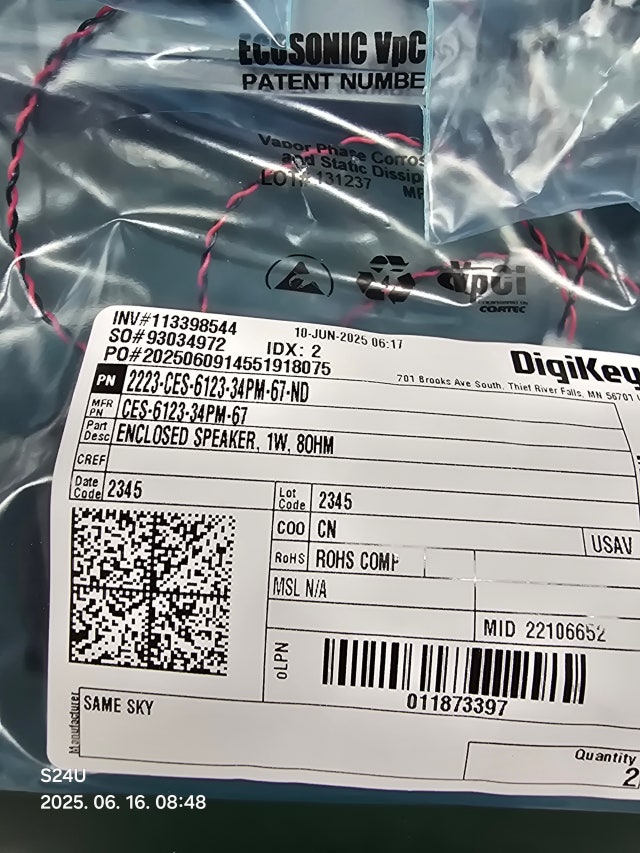 ECOSONIC VpC
PATENT NUMBE
Vapor Phase Corros
and Static Dissip
LOT# 131237
MF
VpCI
CORTEC
INV#113398544
10-JUN-2025 06:17
SO#93034972
IDX: 2
PO#2025060914551918075
DigiKey
701 Brooks Ave South, Thief River Falls, MN 56701 U
PN 2223-CES-6123-34PM-67-ND
MFR PN CES-6123-34PM-67
Part Desc ENCLOSED SPEAKER, 1W, 8OHM
CREF
Date Code 2345
Lot Code 2345
COO CN
USAV
RoHS ROHS COMP
MSL N/A
MID 22106652
oLPN
011873397
Manufacturer
SAME SKY
Quantity
2
S24U
2025. 06. 16. 08:48